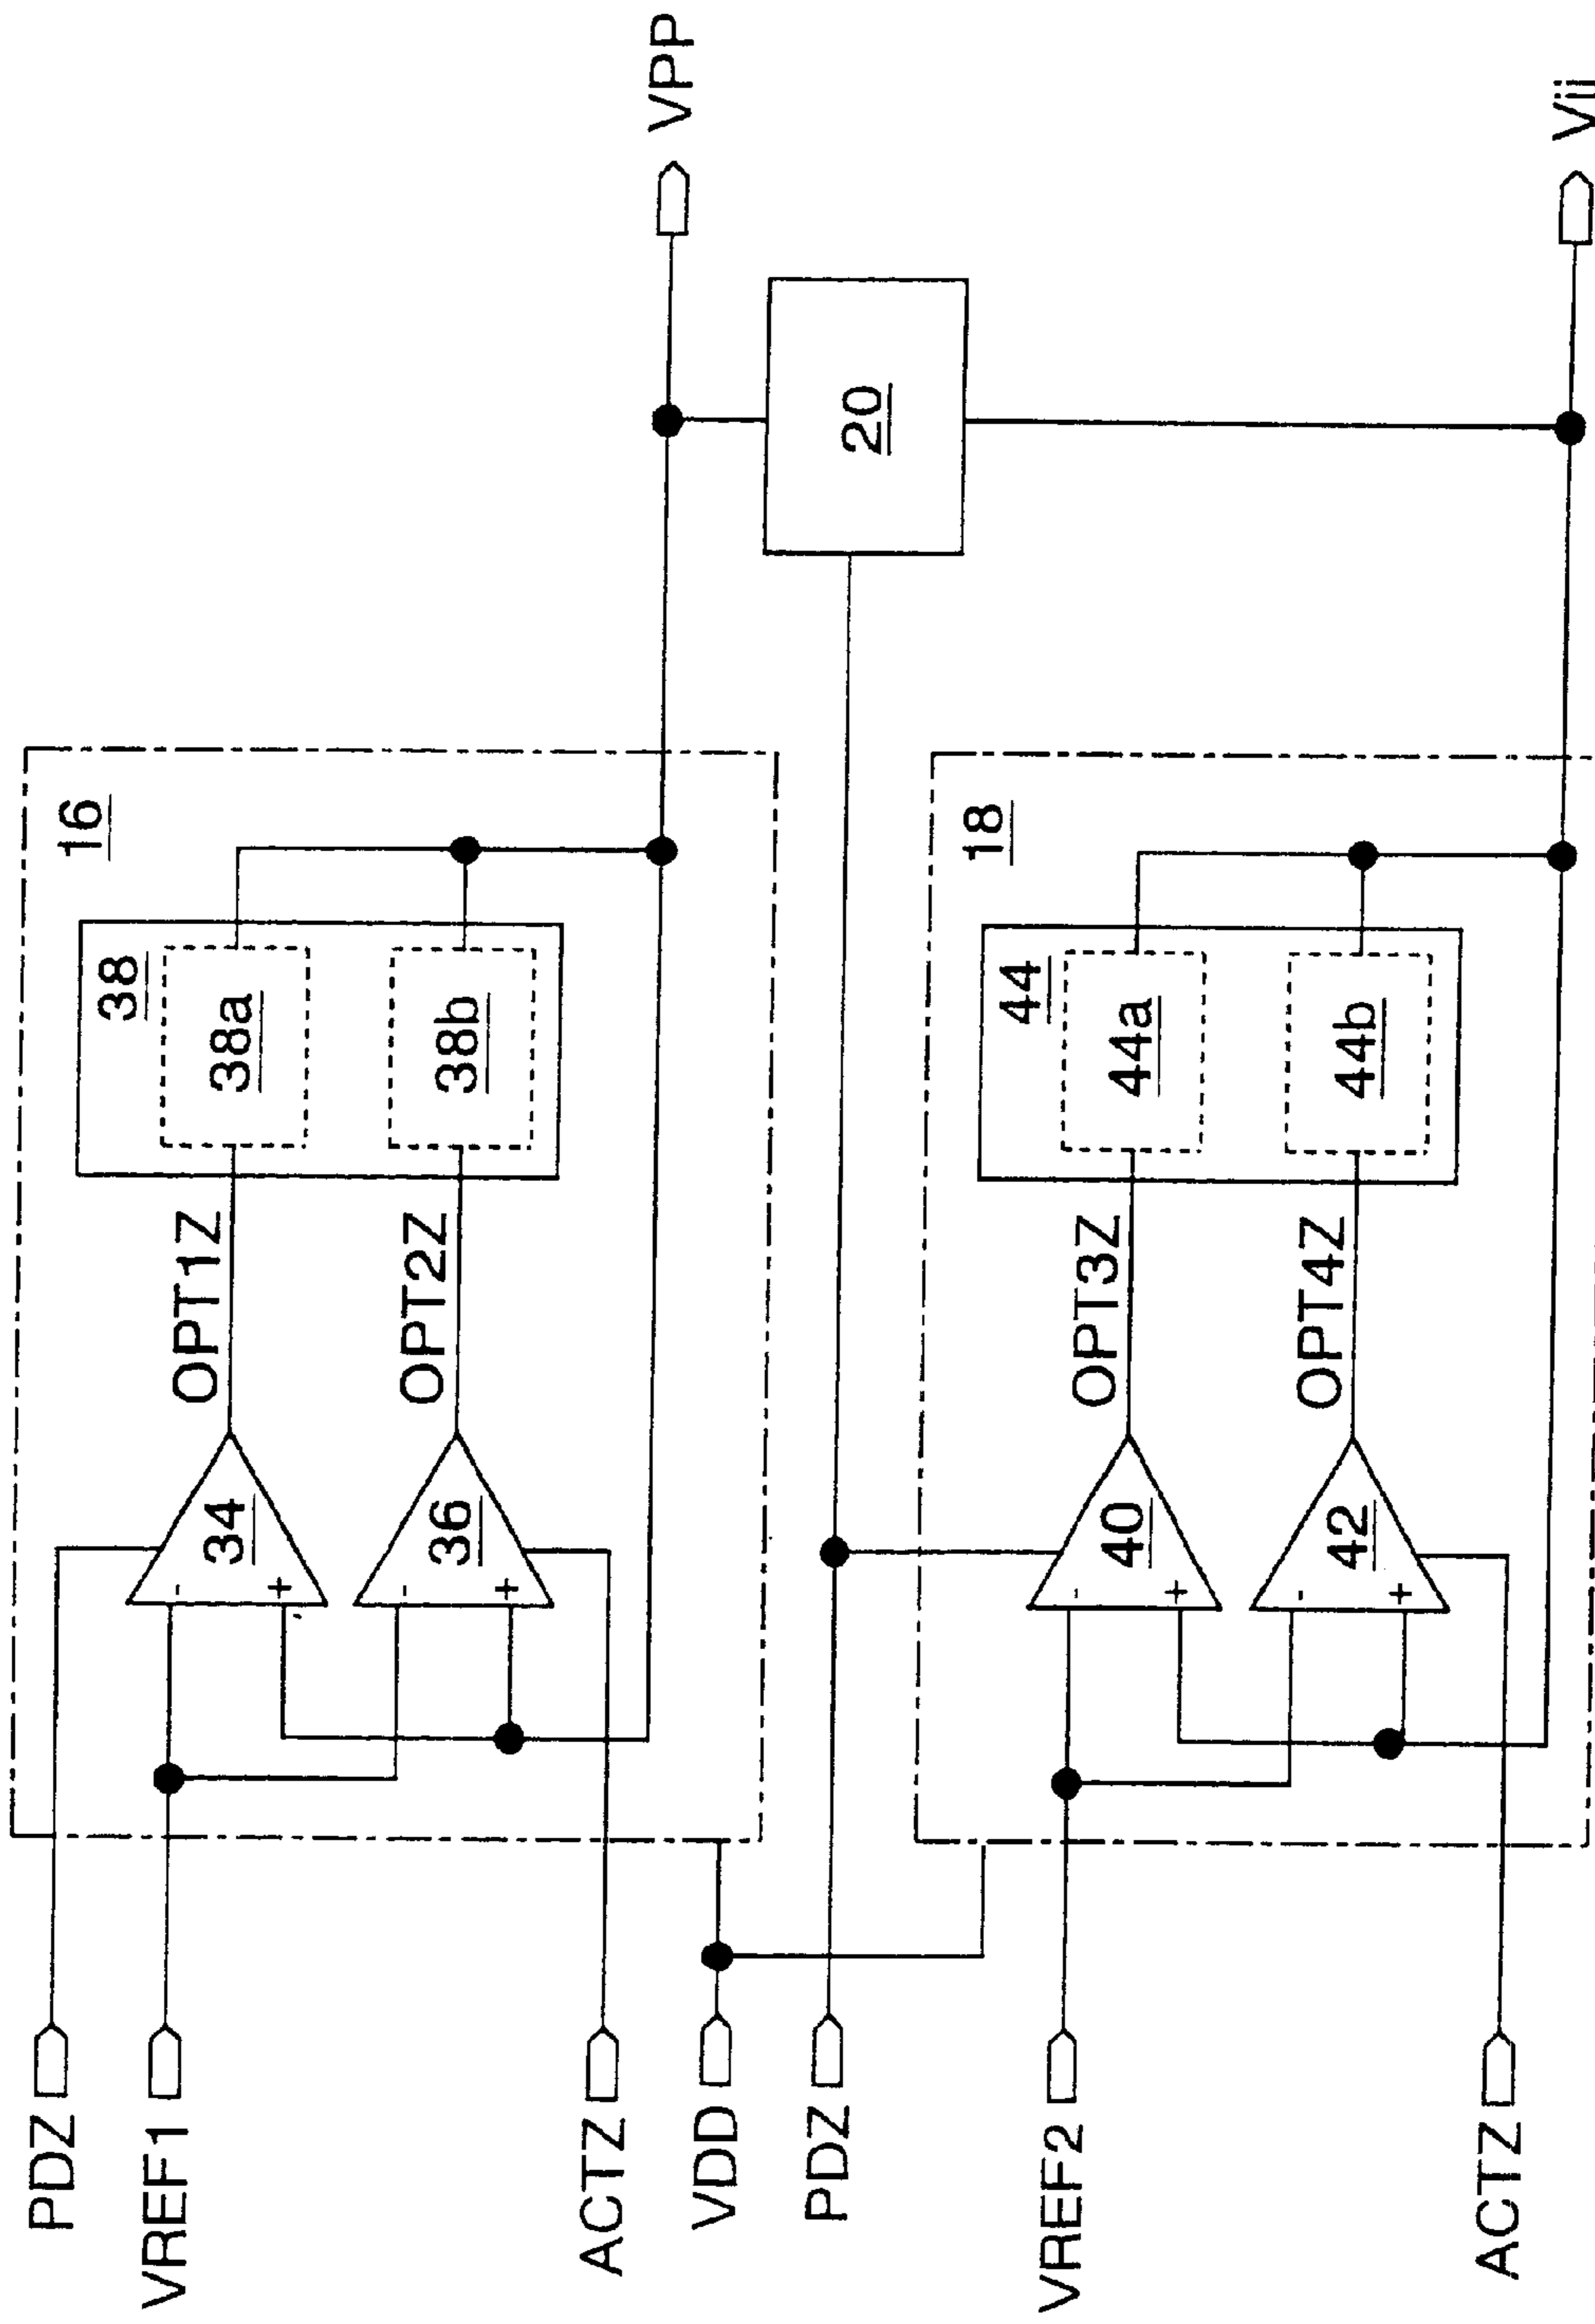 PDZ
VREF1
ACTZ
VDD
PDZ
VREF2
ACTZ
16
34
-
+
OPT1Z
36
-
+
OPT2Z
38
38a
38b
VPP
20
18
40
-
+
OPT3Z
42
-
+
OPT4Z
44
44a
44b
Vii